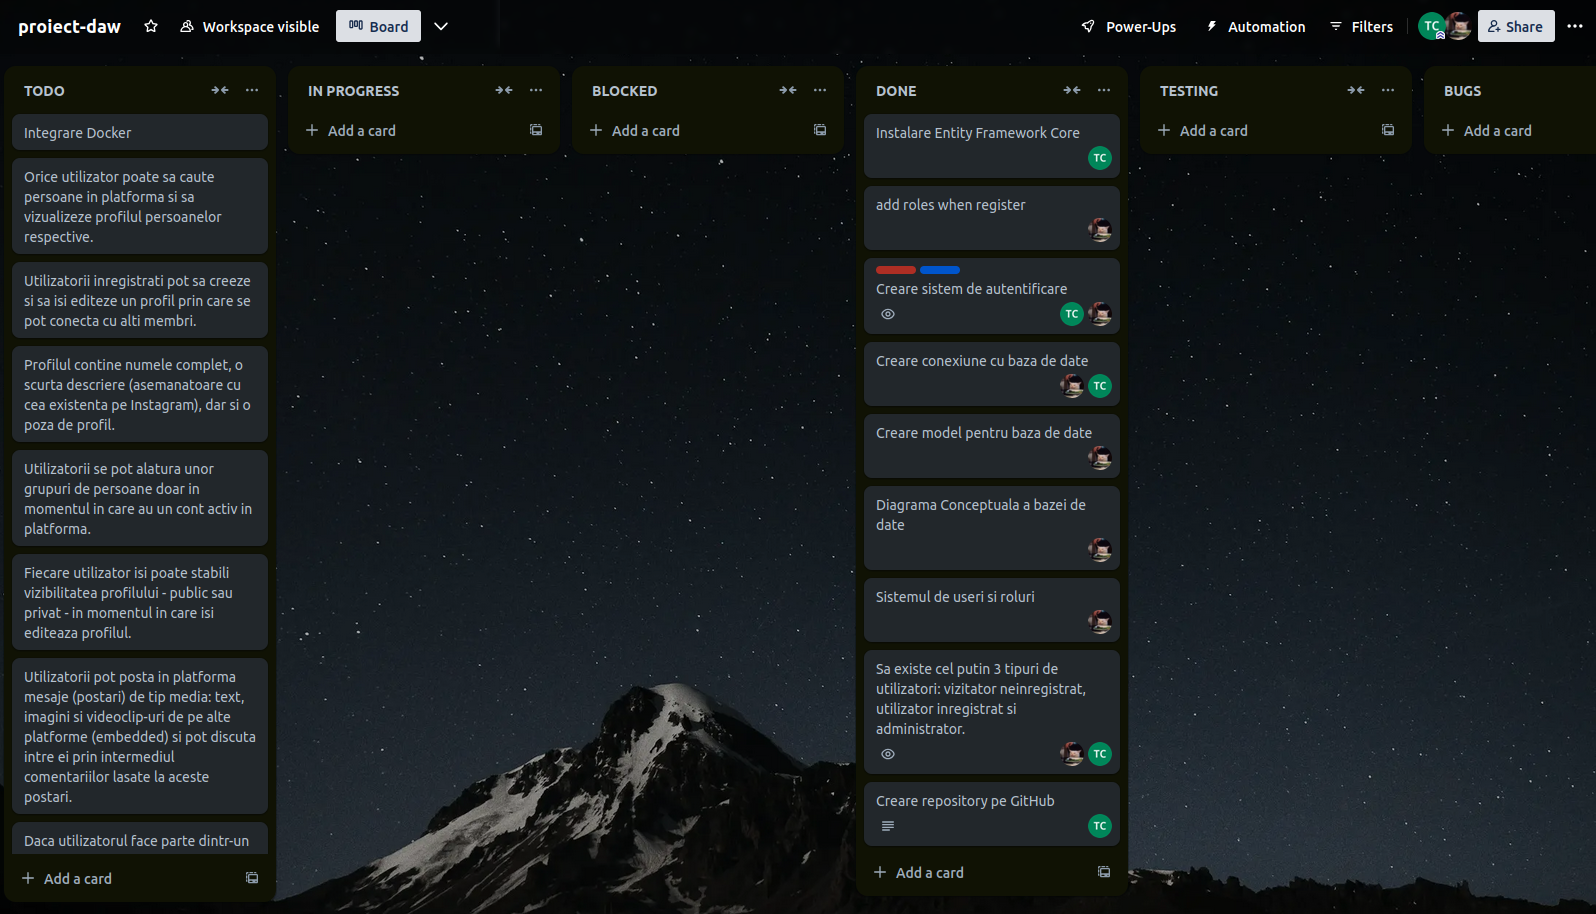 proiect-daw
Workspace visible
Board
Power-Ups
Automation
Filters
TC
Share
TODO
Integrare Docker
Orice utilizator poate sa caute
persoane in platforma si sa
vizualizeze profilul persoanelor
respective.
Utilizatorii inregistrati pot sa creeze
si sa isi editeze un profil prin care se
pot conecta cu alti membri.
Profilul contine numele complet, o
scurta descriere (asemanatoare cu
cea existenta pe Instagram), dar si o
poza de profil.
Utilizatorii se pot alatura unor
grupuri de persoane doar in
momentul in care au un cont activ in
platforma.
Fiecare utilizator isi poate stabili
vizibilitatea profilului - public sau
privat - in momentul in care isi
editeaza profilul.
Utilizatorii pot posta in platforma
mesaje (postari) de tip media: text,
imagini si videoclip-uri de pe alte
platforme (embedded) si pot discuta
intre ei prin intermediul
comentariilor lasate la aceste
postari.
Daca utilizatorul face parte dintr-un
Add a card
IN PROGRESS
Add a card
BLOCKED
Add a card
DONE
Instalare Entity Framework Core
TC
add roles when register
Creare sistem de autentificare
TC
Creare conexiune cu baza de date
TC
Creare model pentru baza de date
Diagrama Conceptuala a bazei de
date
Sistemul de useri si roluri
Sa existe cel putin 3 tipuri de
utilizatori: vizitator neinregistrat,
utilizator inregistrat si
administrator.
TC
Creare repository pe GitHub
TC
Add a card
TESTING
Add a card
BUGS
Add a card